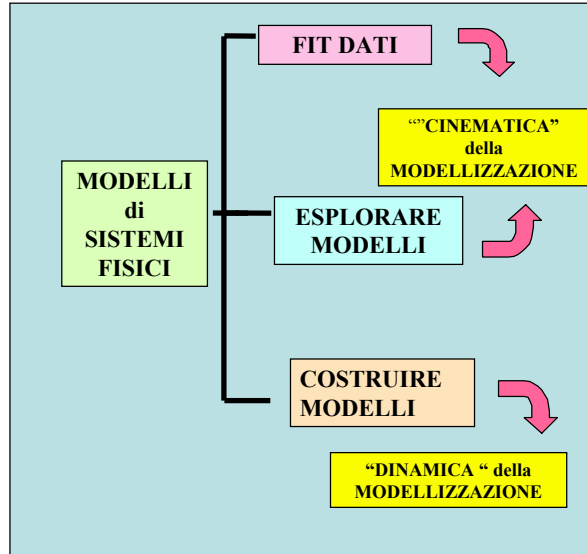 FIT DATI
“”CINEMATICA”
della
MODELLIZZAZIONE
MODELLI
di
SISTEMI
FISICI
ESPLORARE
MODELLI
COSTRUIRE
MODELLI
“DINAMICA “ della
MODELLIZZAZIONE